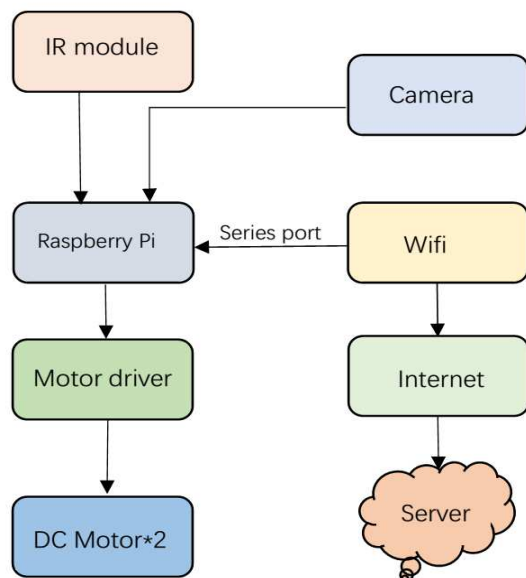 IR module
Camera
Raspberry Pi
Series port
Wifi
Motor driver
Internet
DC Motor*2
Server